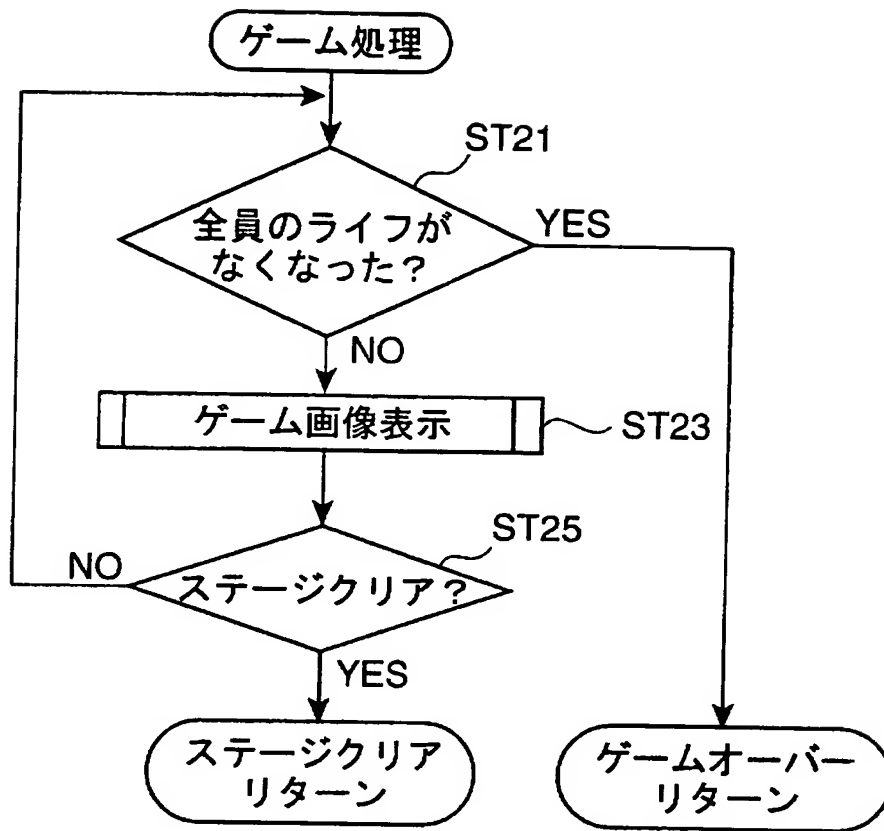 ゲーム処理
ST21
全員のライフが
なくなった？
YES
NO
ゲーム画像表示
ST23
ST25
NO
ステージクリア？
YES
ステージクリア
リターン
ゲームオーバー
リターン